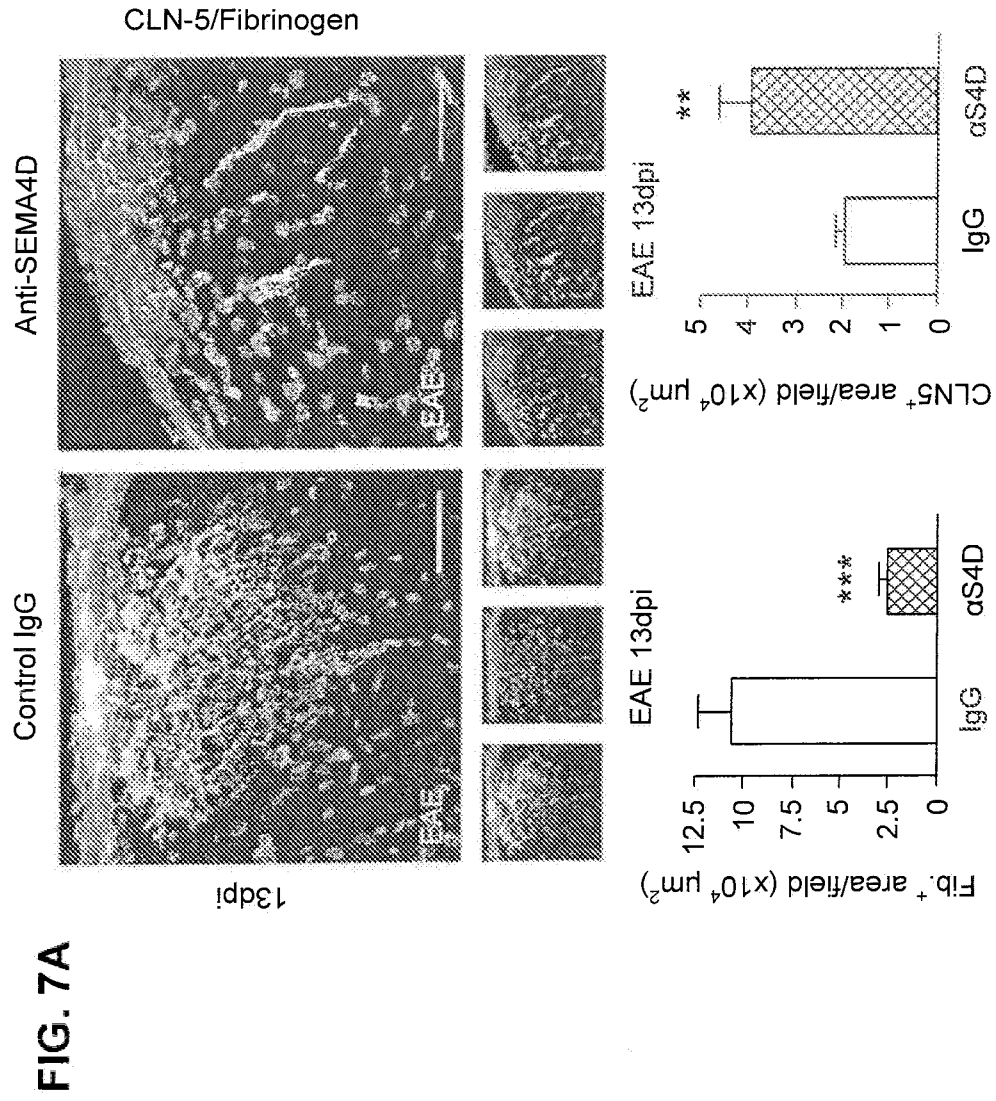 FIG. 7A
Control IgG
Anti-SEMA4D
CLN-5/Fibrinogen
13dpi
EAE
EAE
EAE 13dpi
Fib.⁺ area/field (x10⁴ µm²)
12.5
10
7.5
5
2.5
0
***
IgG
αS4D
EAE 13dpi
CLN5⁺ area/field (x10⁴ µm²)
5
4
3
2
1
0
**
IgG
αS4D